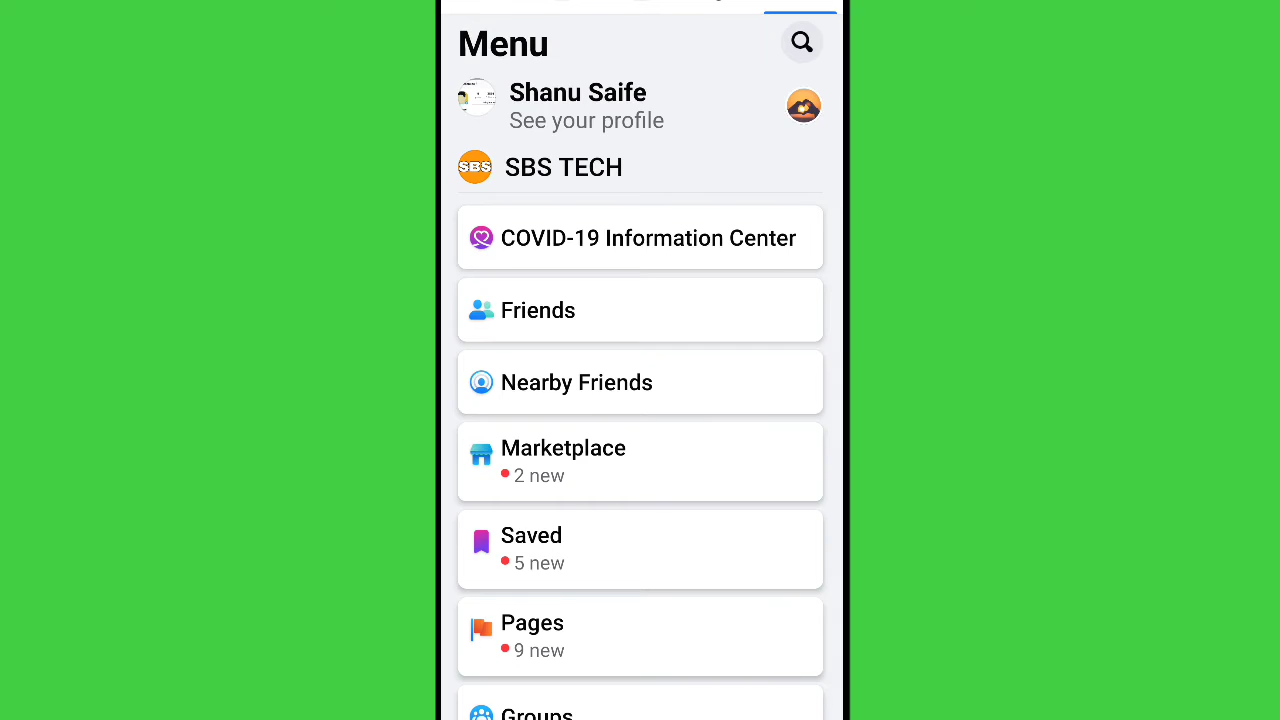 Menu
Shanu Saife
See your profile
SBS
SBS TECH
COVID-19 Information Center
Friends
Nearby Friends
Marketplace
2 new
Saved
5 new
Pages
9 new
Groups